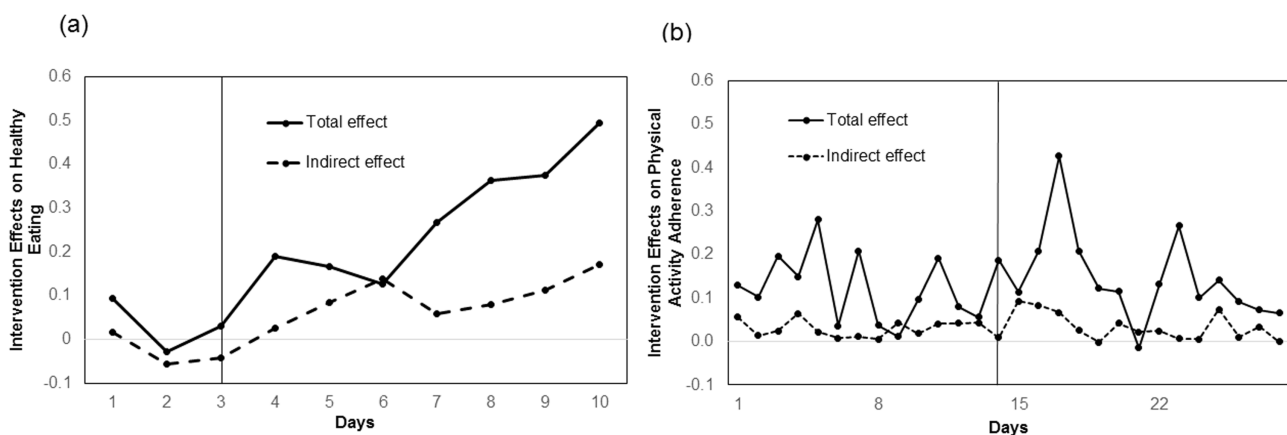 (a)
Intervention Effects on Healthy
Eating
0.6
0.5
0.4
0.3
0.2
0.1
0
-0.1
Total effect
Indirect effect
1 2 3 4 5 6 7 8 9 10
Days
(b)
Intervention Effects on Physical
Activity Adherence
0.6
0.5
0.4
0.3
0.2
0.1
0.0
-0.1
Total effect
Indirect effect
1 8 15 22
Days